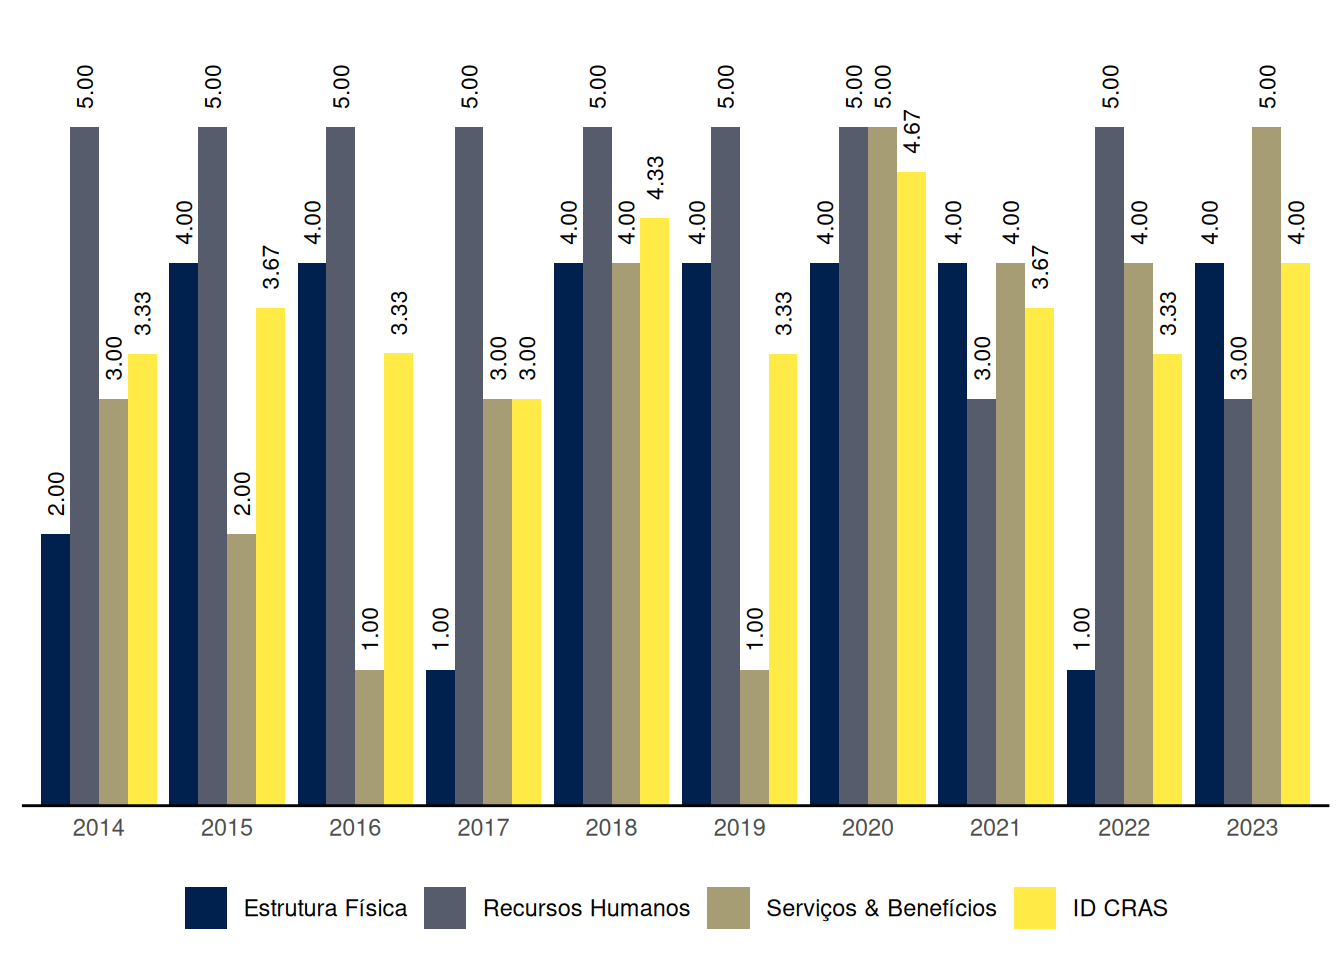 2.00 5.00 3.00 3.33
4.00 5.00 2.00 3.67
4.00 5.00 1.00 3.33
1.00 5.00 3.00 3.00
4.00 5.00 4.00 4.33
4.00 5.00 1.00 3.33
4.00 5.00 5.00 4.67
4.00 3.00 4.00 3.67
1.00 5.00 4.00 3.33
4.00 3.00 5.00 4.00
2014 2015 2016 2017 2018 2019 2020 2021 2022 2023
Estrutura Física Recursos Humanos Serviços & Benefícios ID CRAS